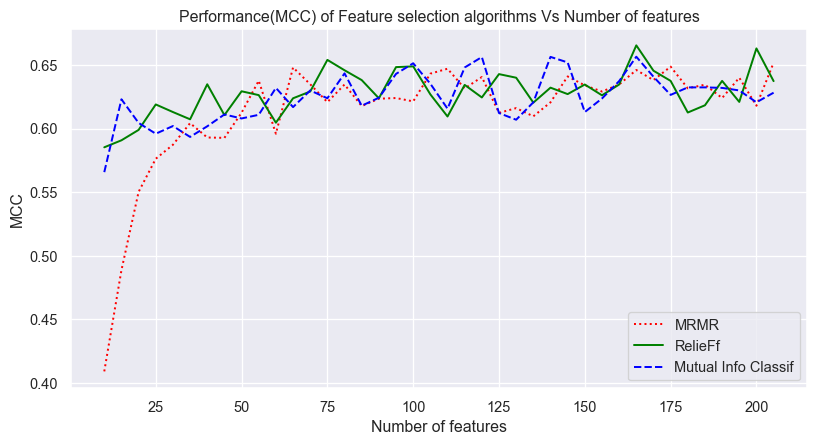 Performance(MCC) of Feature selection algorithms Vs Number of features
MCC
0.65
0.60
0.55
0.50
0.45
0.40
MRMR
RelieFf
Mutual Info Classif
25 50 75 100 125 150 175 200
Number of features